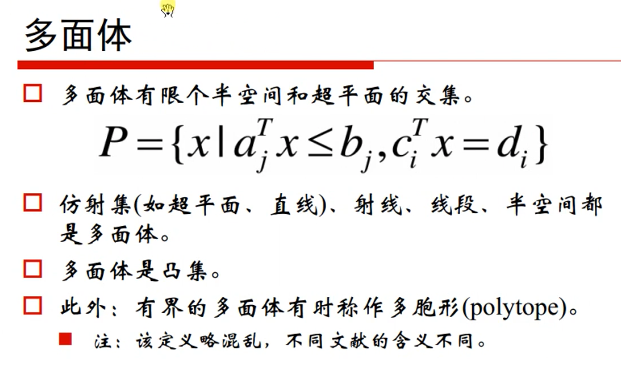 多面体
多面体有限个半空间和超平面的交集。
P={x|a_j^T x≤b_j,c_i^T x=d_i}
仿射集(如超平面、直线)、射线、线段、半空间都
是多面体。
多面体是凸集。
此外：有界的多面体有时称作多胞形(polytope)。
注：该定义略混乱，不同文献的含义不同。